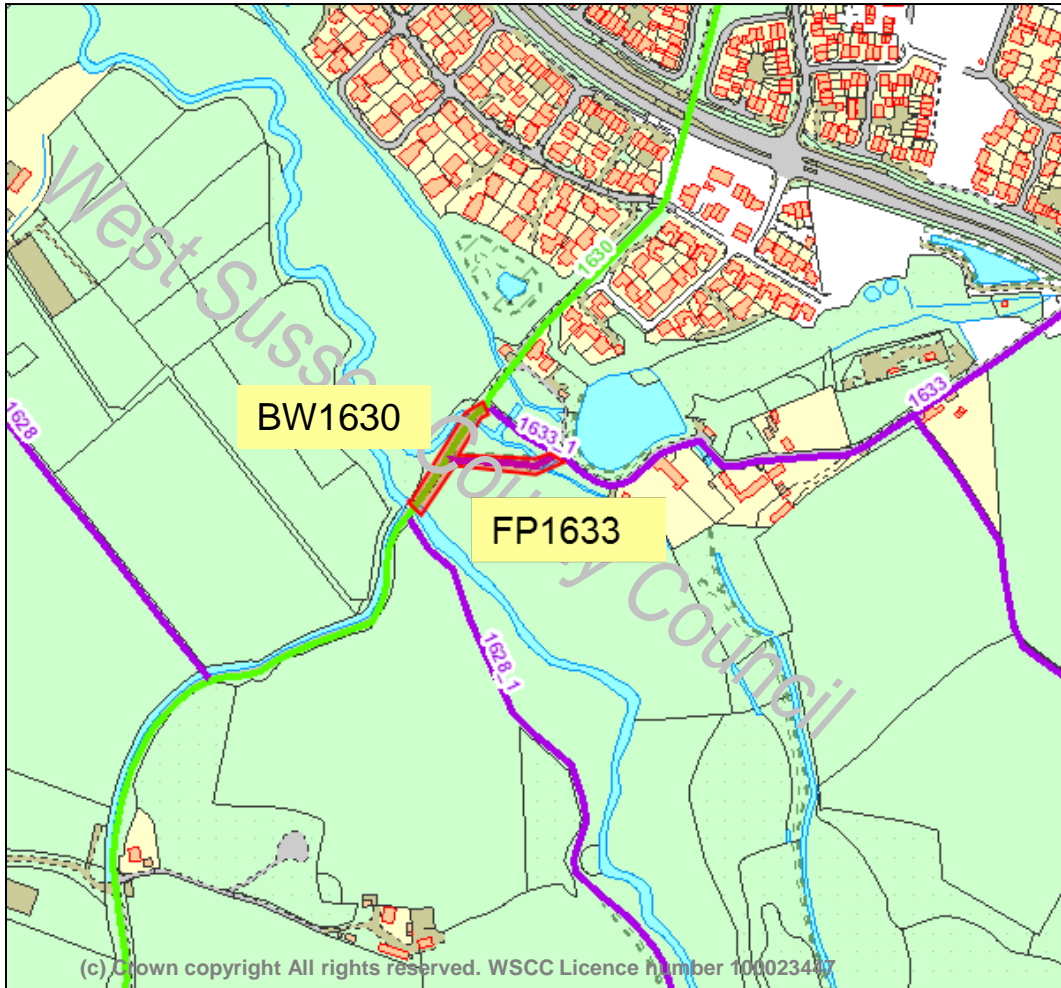 West Sussex County Council
1630
BW1630
1628
1633
1633_1
FP1633
1628_1
(c) Crown copyright All rights reserved. WSCC Licence number 100023447